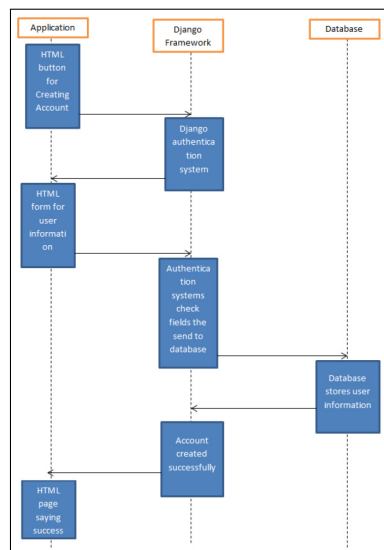 Application
Django
Framework
Database
HTML
button
for
Creating
Account
Django
authentica
tion
system
HTML
form for
user
informati
on
Authentica
tion
systems
check
fields the
send to
database
Database
stores user
information
Account
created
successfully
HTML
page
saying
success